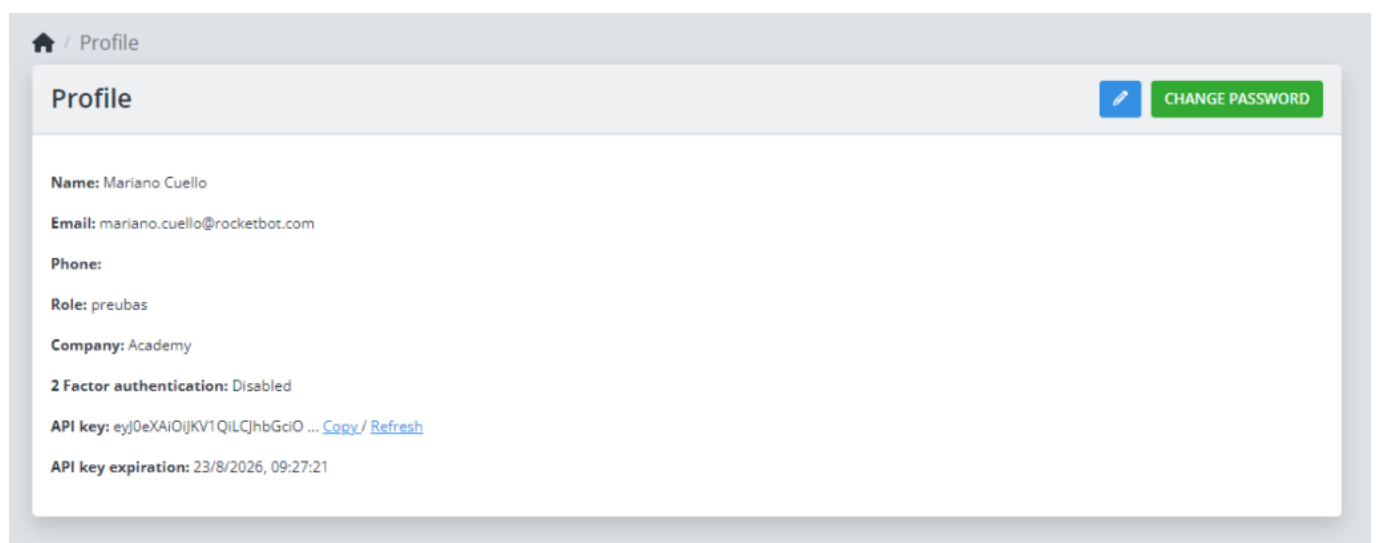 / Profile
Profile
CHANGE PASSWORD
Name: Mariano Cuello
Email: mariano.cuello@rocketbot.com
Phone:
Role: preubas
Company: Academy
2 Factor authentication: Disabled
API key: eyJ0eXAiOiJKV1QiLCJhbGciO ... Copy / Refresh
API key expiration: 23/8/2026, 09:27:21